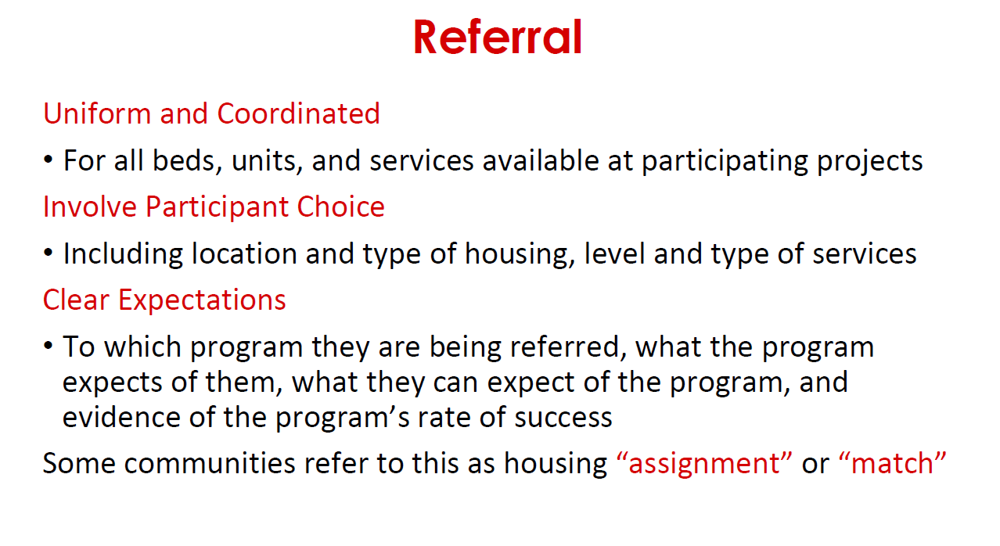 Referral
Uniform and Coordinated
• For all beds, units, and services available at participating projects
Involve Participant Choice
• Including location and type of housing, level and type of services
Clear Expectations
• To which program they are being referred, what the program
expects of them, what they can expect of the program, and
evidence of the program’s rate of success
Some communities refer to this as housing “assignment” or “match”